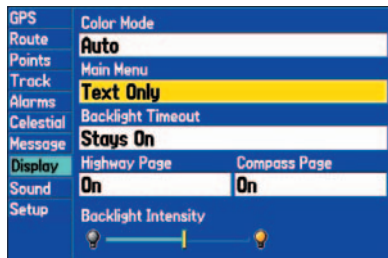 GPS
Route
Points
Track
Alarms
Celestial
Message
Display
Sound
Setup
Color Mode
Auto
Main Menu
Text Only
Backlight Timeout
Stays On
Highway Page Compass Page
On On
Backlight Intensity